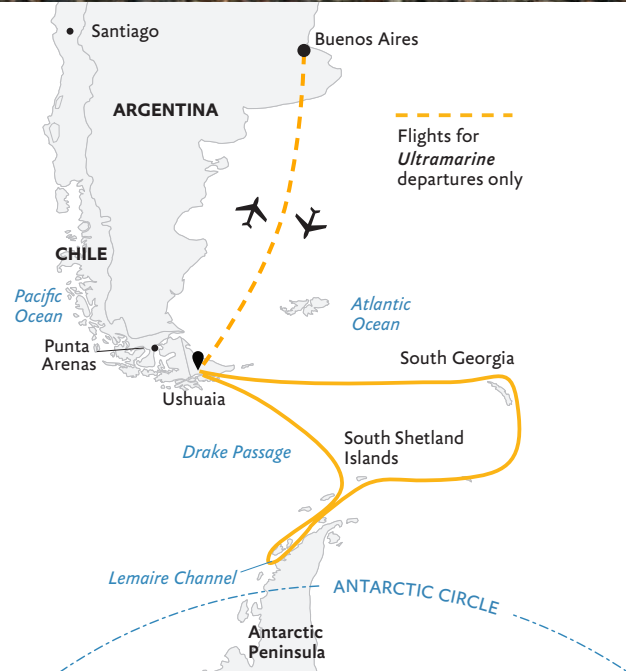 Santiago
Buenos Aires
ARGENTINA
Flights for
Ultramarine
departures only
CHILE
Pacific
Ocean
Atlantic
Ocean
Punta
Arenas
South Georgia
Ushuaia
Drake Passage
South Shetland
Islands
Lemaire Channel
ANTARCTIC CIRCLE
Antarctic
Peninsula